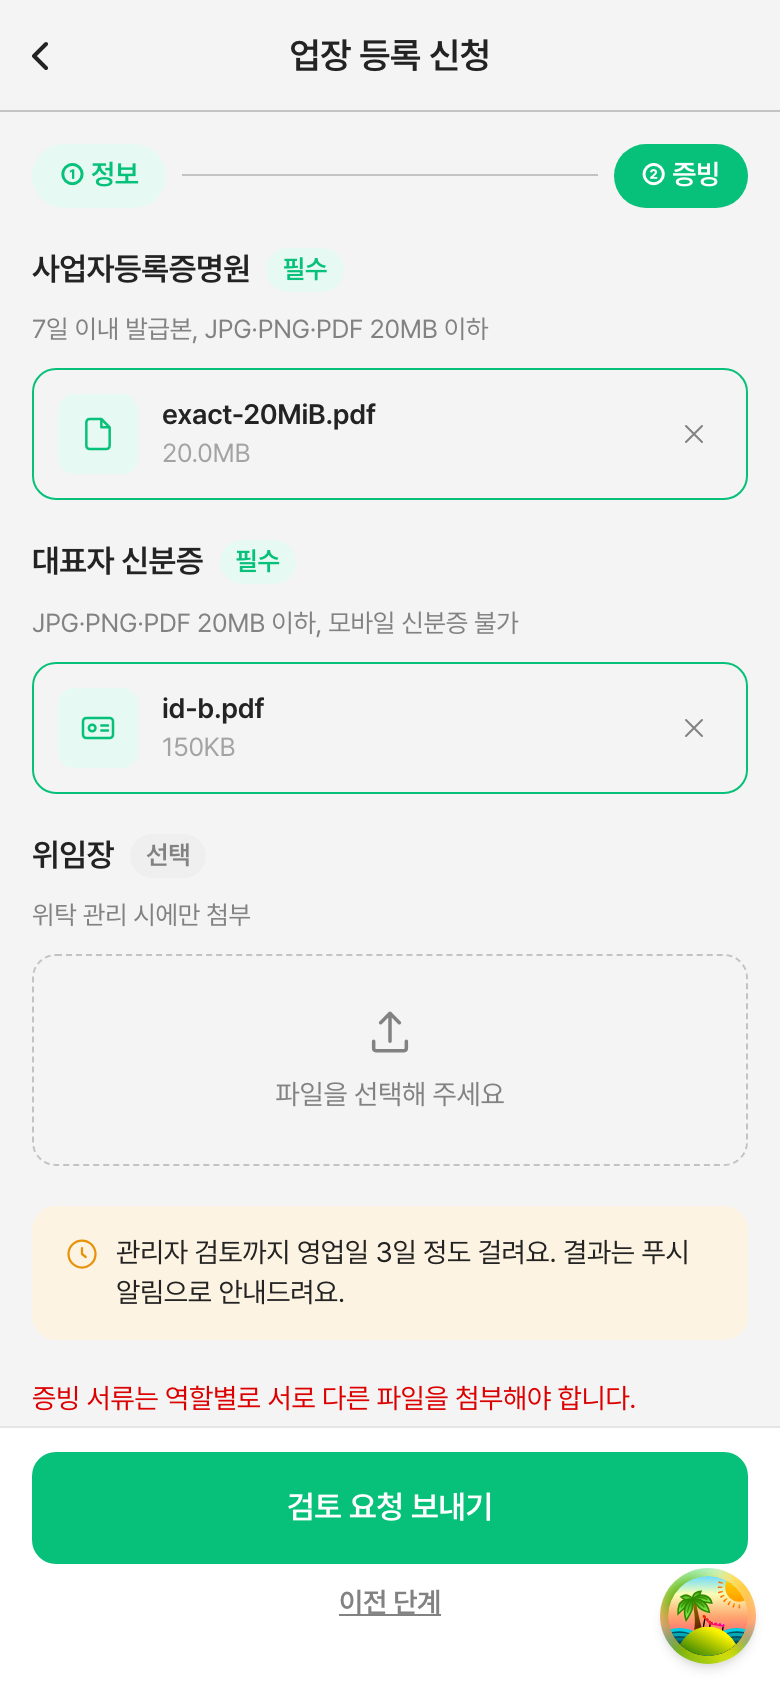 업장 등록 신청
① 정보
② 증빙
사업자등록증명원 필수
7일 이내 발급본, JPG·PNG·PDF 20MB 이하
exact-20MiB.pdf
20.0MB
대표자 신분증 필수
JPG·PNG·PDF 20MB 이하, 모바일 신분증 불가
id-b.pdf
150KB
위임장 선택
위탁 관리 시에만 첨부
파일을 선택해 주세요
관리자 검토까지 영업일 3일 정도 걸려요. 결과는 푸시
알림으로 안내드려요.
증빙 서류는 역할별로 서로 다른 파일을 첨부해야 합니다.
검토 요청 보내기
이전 단계